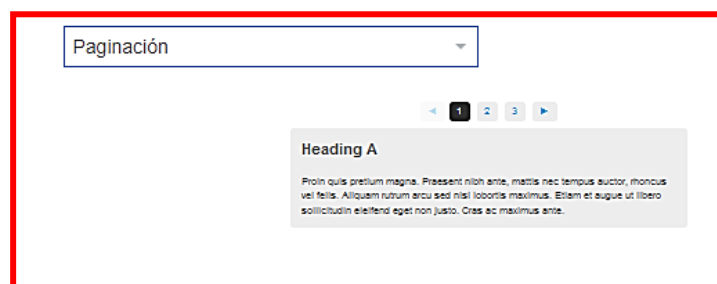 Paginación
1 2 3
Heading A
Proin quis pretium magna. Praesent nibh ante, mattis nec tempus auctor, rhoncus
vel felis. Aliquam rutrum arcu sed nisl lobortis maximus. Etiam et augue ut libero
sollicitudin eleifend eget non justo. Cras ac maximus ante.